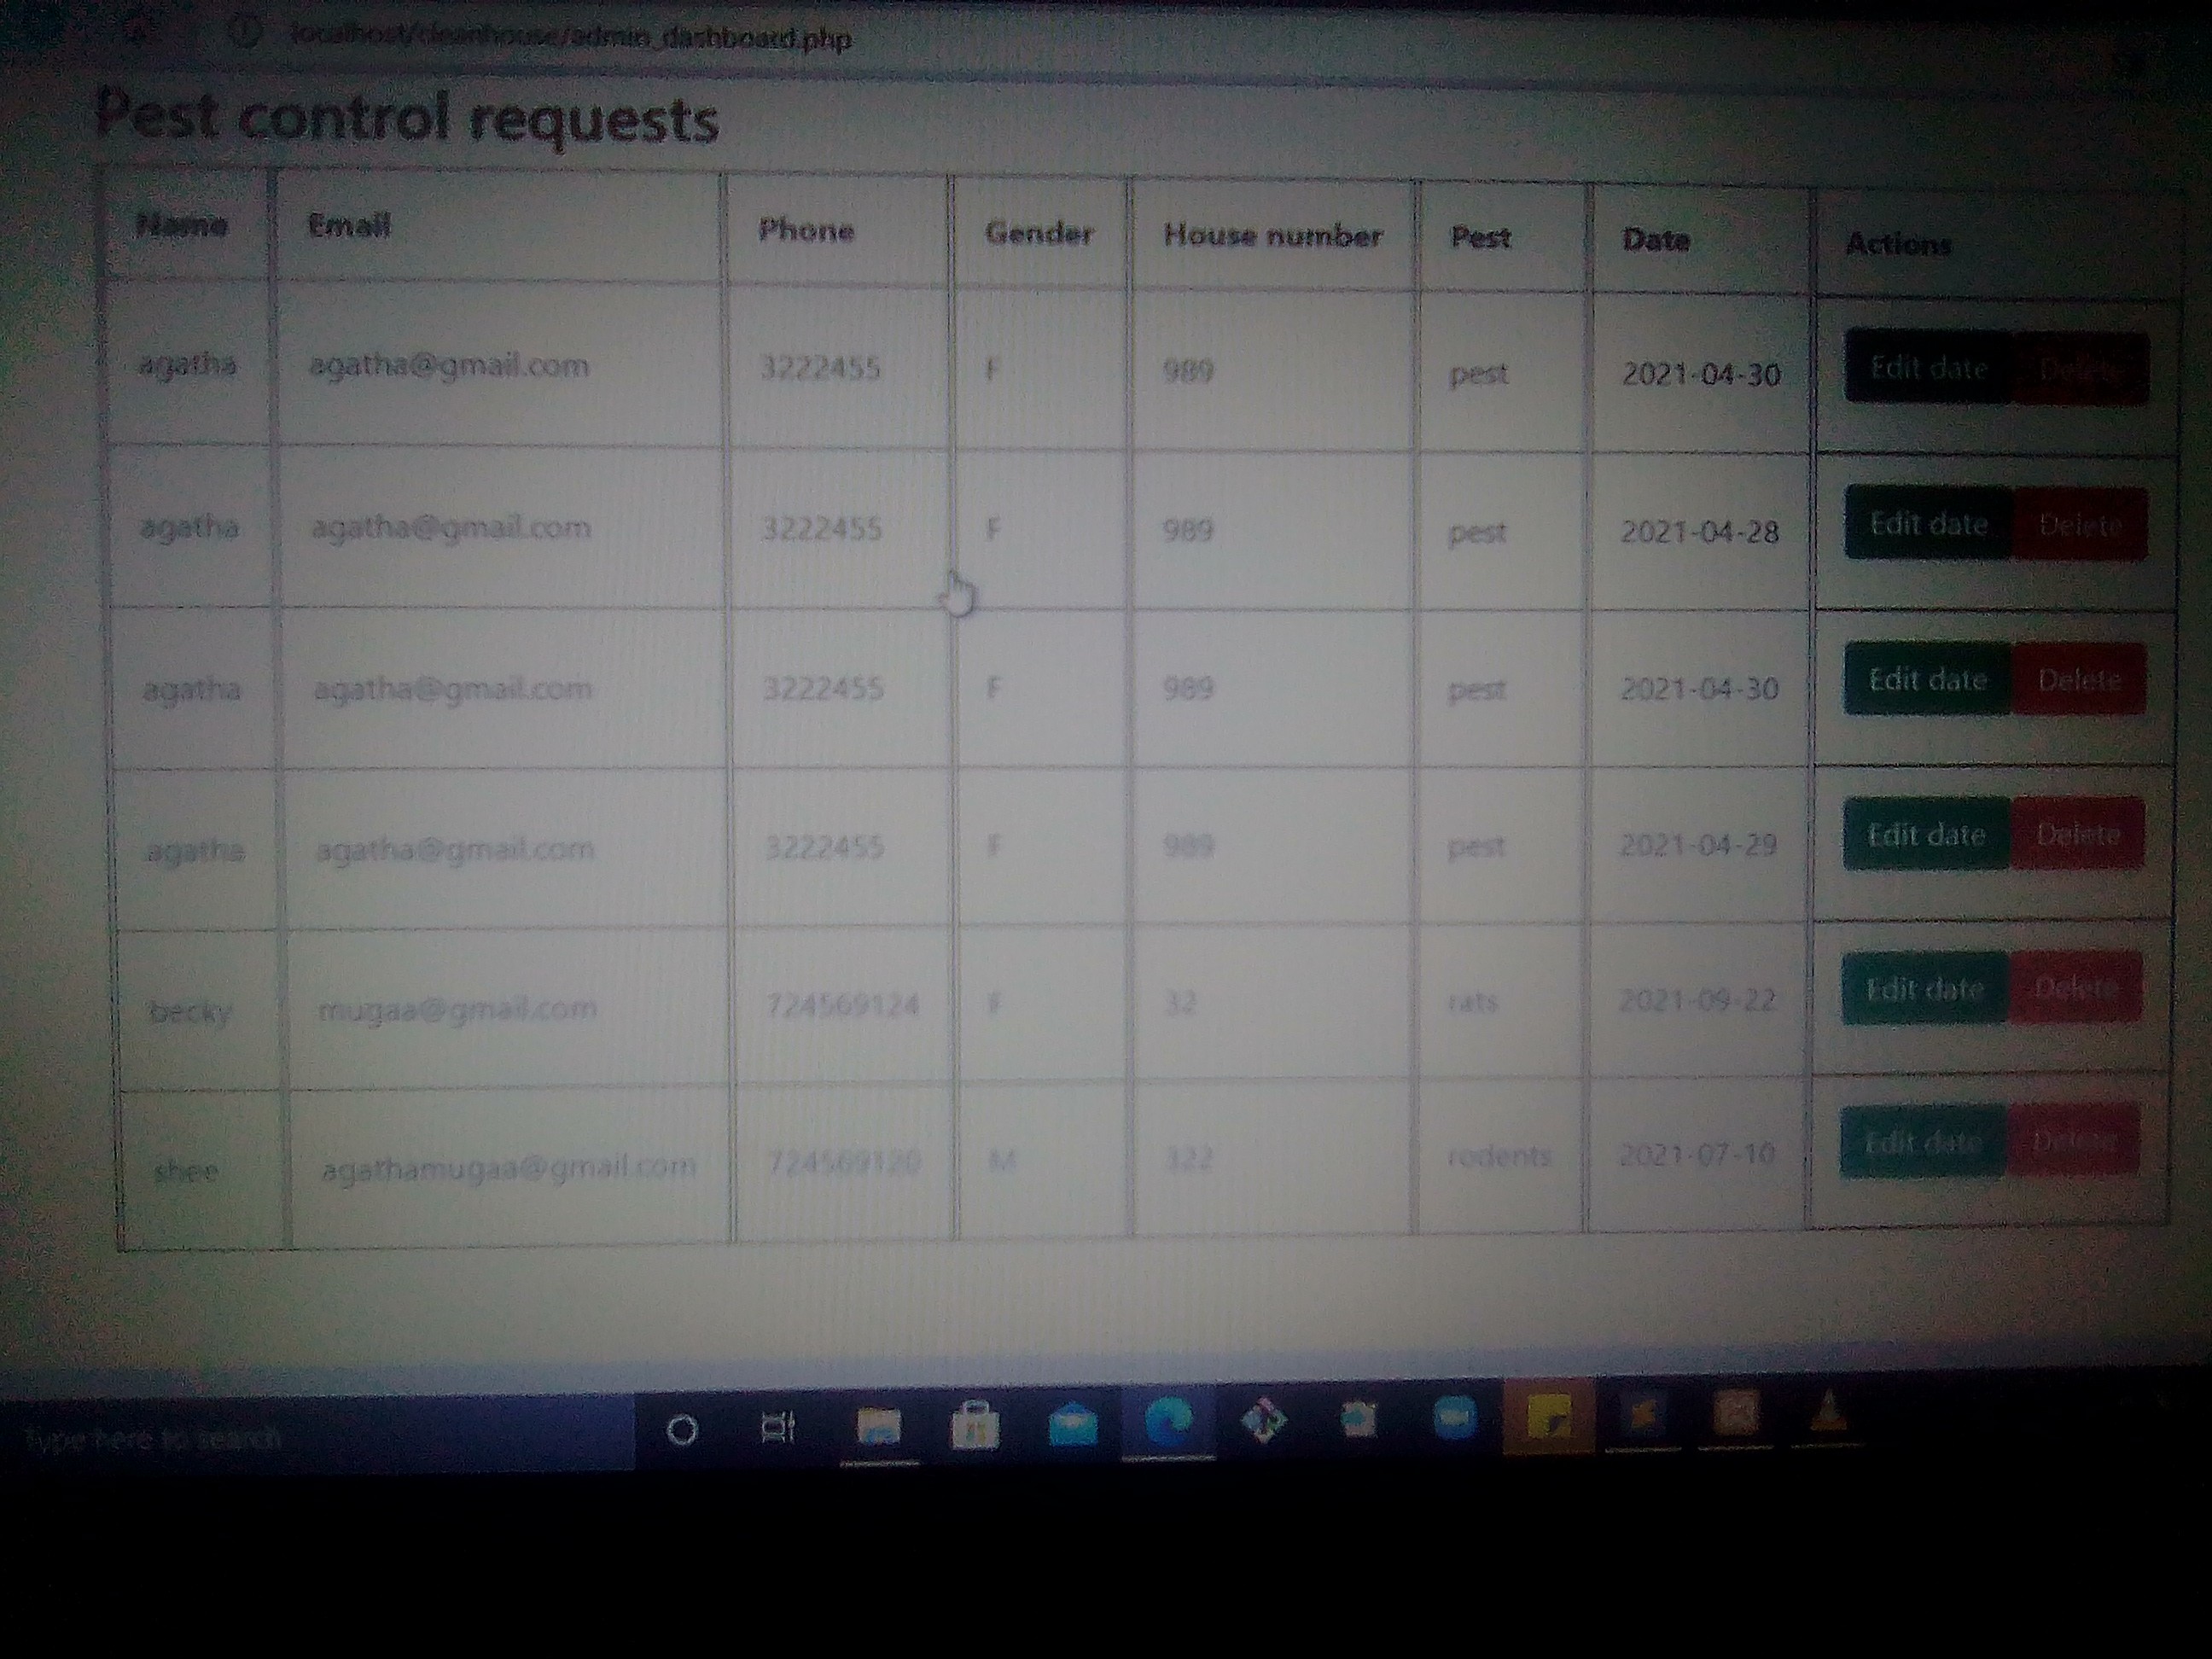 localhost/cleanhouse/admin_dashboard.php
Pest control requests
Name Email Phone Gender House number Pest Date Actions
agatha agatha@gmail.com 3222455 F 989 pest 2021-04-30 Edit date Delete
agatha agatha@gmail.com 3222455 F 989 pest 2021-04-28 Edit date Delete
agatha agatha@gmail.com 3222455 F 989 pest 2021-04-30 Edit date Delete
agatha agatha@gmail.com 3222455 F 989 pest 2021-04-29 Edit date Delete
becky mugaa@gmail.com 724569124 F 32 rats 2021-09-22 Edit date Delete
shee agathamugaa@gmail.com 724569120 M 322 rodents 2021-07-10 Edit date Delete
Type here to search